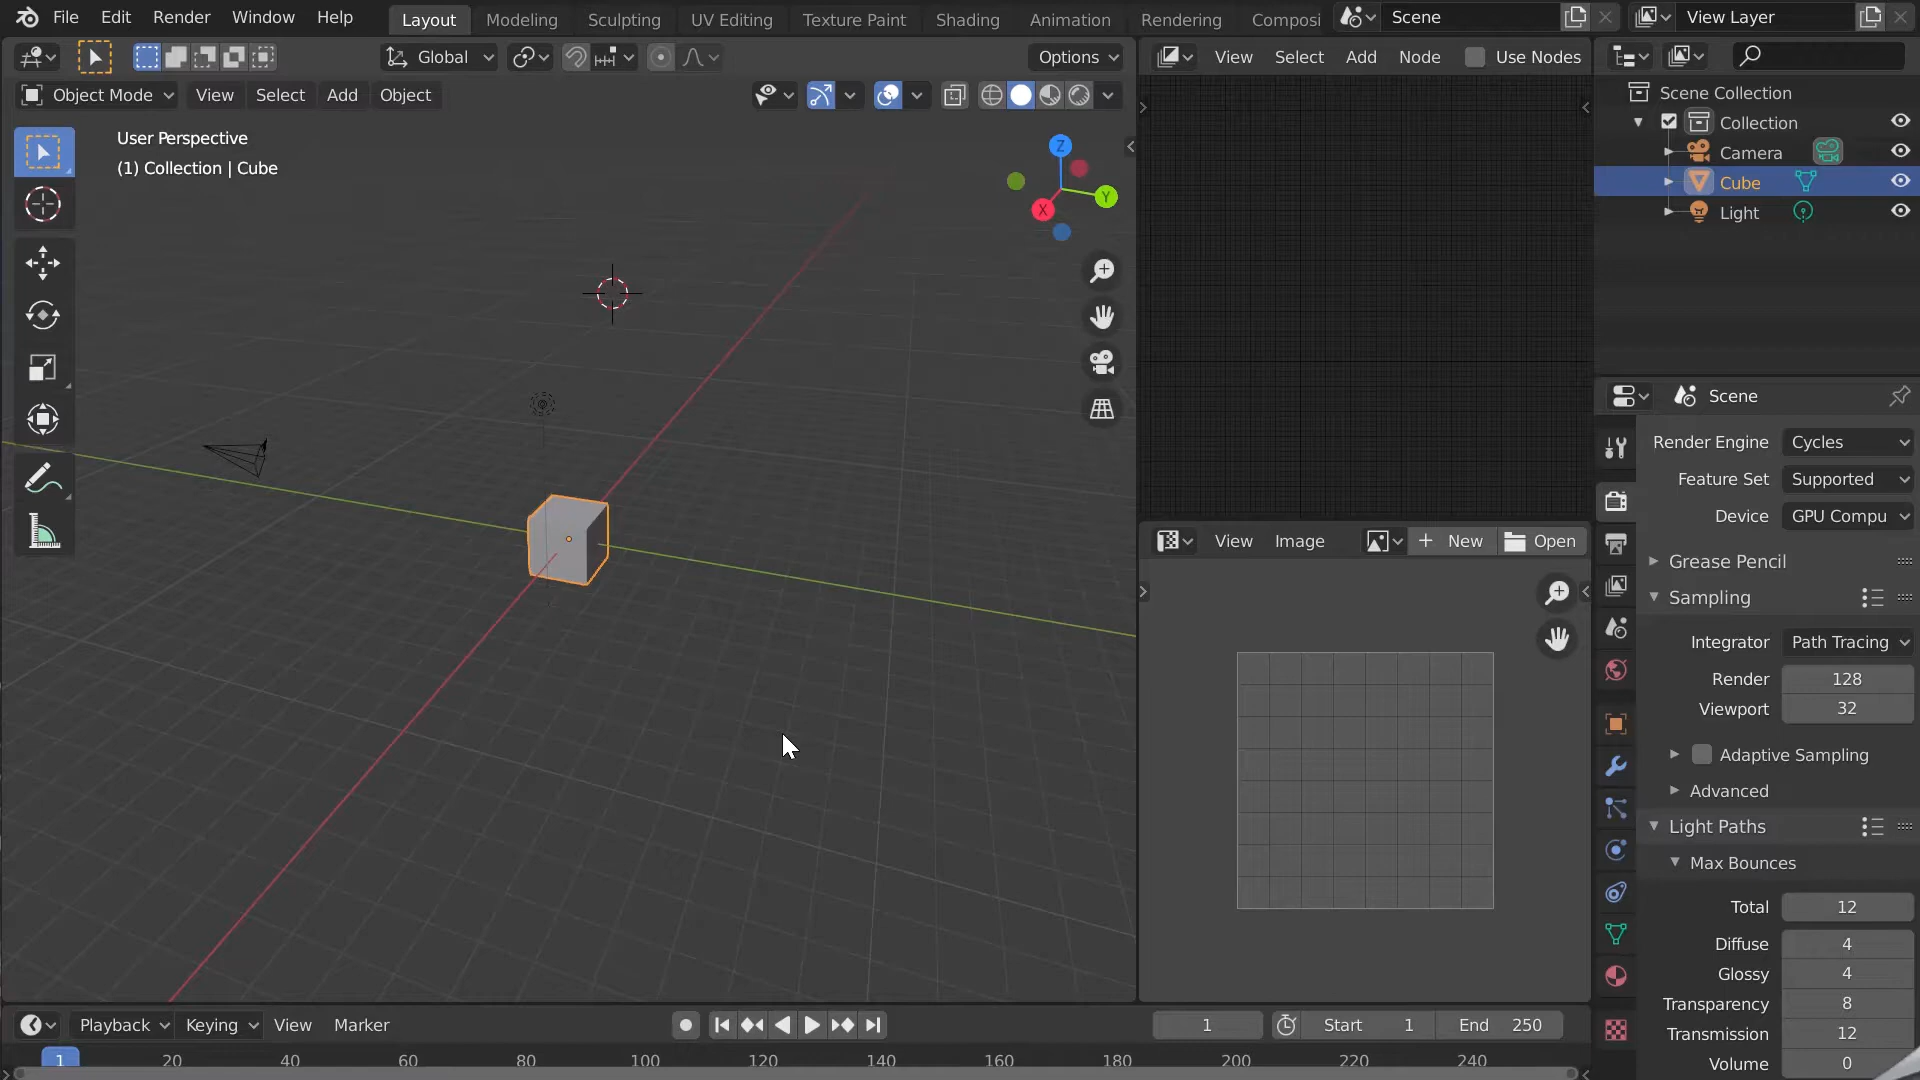 File Edit Render Window Help Layout Modeling Sculpting UV Editing Texture Paint Shading Animation Rendering Composi Scene View Layer
Global Options View Select Add Node Use Nodes
Object Mode View Select Add Object
User Perspective
(1) Collection | Cube
Z
Y
X
Scene Collection
Collection
Camera
Cube
Light
Scene
Render Engine Cycles
Feature Set Supported
Device GPU Compu
Grease Pencil
Sampling
Integrator Path Tracing
Render 128
Viewport 32
Adaptive Sampling
Advanced
Light Paths
Max Bounces
Total 12
Diffuse 4
Glossy 4
Transparency 8
Transmission 12
Volume 0
View Image New Open
Playback Keying View Marker 1 Start 1 End 250
1 20 40 60 80 100 120 140 160 180 200 220 240